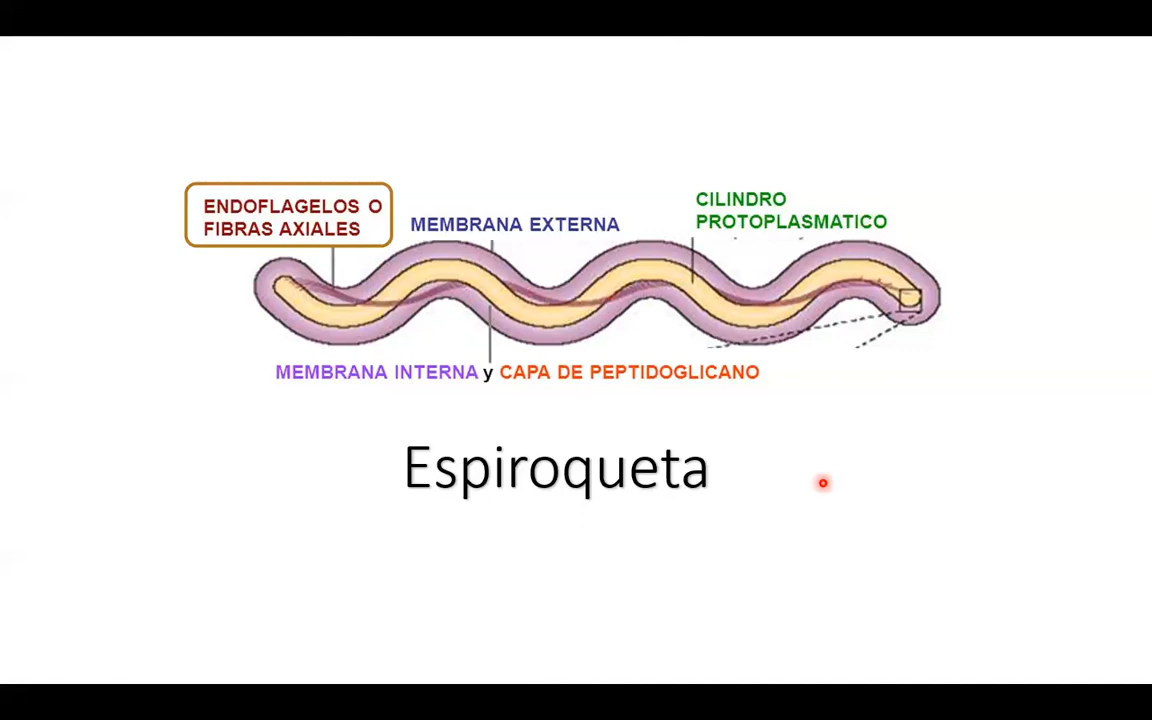 ENDOFLAGELOS O
FIBRAS AXIALES
MEMBRANA EXTERNA
CILINDRO
PROTOPLASMATICO
MEMBRANA INTERNA y CAPA DE PEPTIDOGLICANO
Espiroqueta